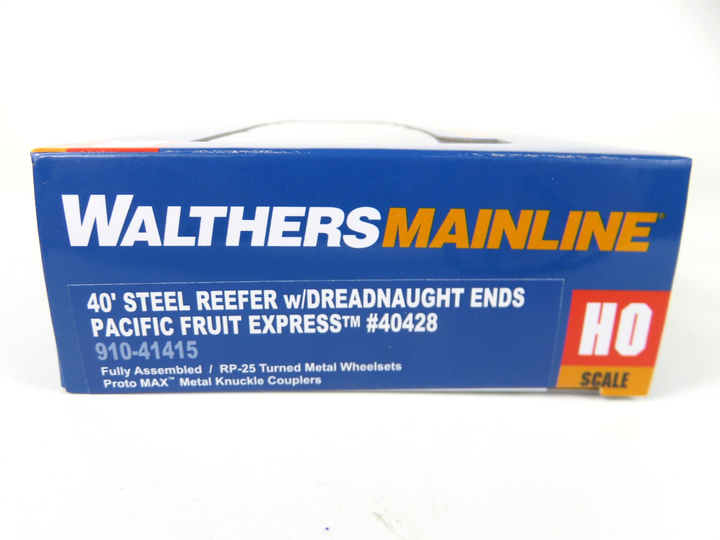 WALTHERSMAINLINE®
40' STEEL REEFER w/DREADNAUGHT ENDS
PACIFIC FRUIT EXPRESS™ #40428
910-41415
Fully Assembled / RP-25 Turned Metal Wheelsets
Proto MAX™ Metal Knuckle Couplers
HO
SCALE